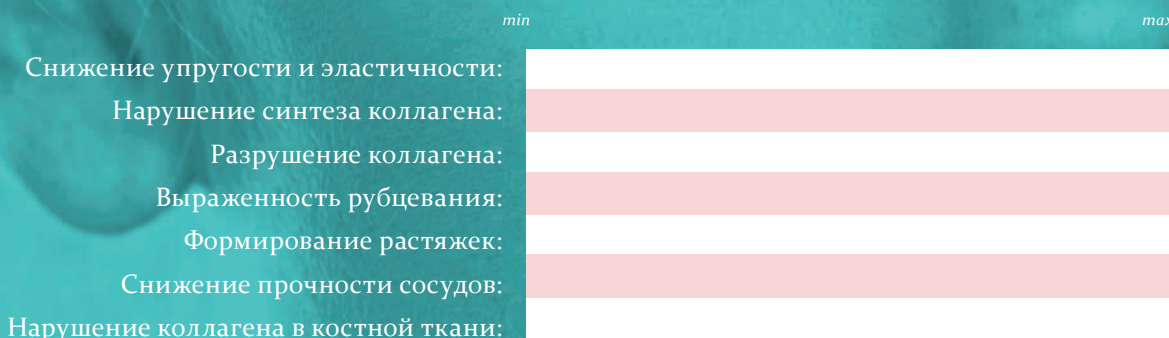 min max
Снижение упругости и эластичности:
Нарушение синтеза коллагена:
Разрушение коллагена:
Выраженность рубцевания:
Формирование растяжек:
Снижение прочности сосудов:
Нарушение коллагена в костной ткани: